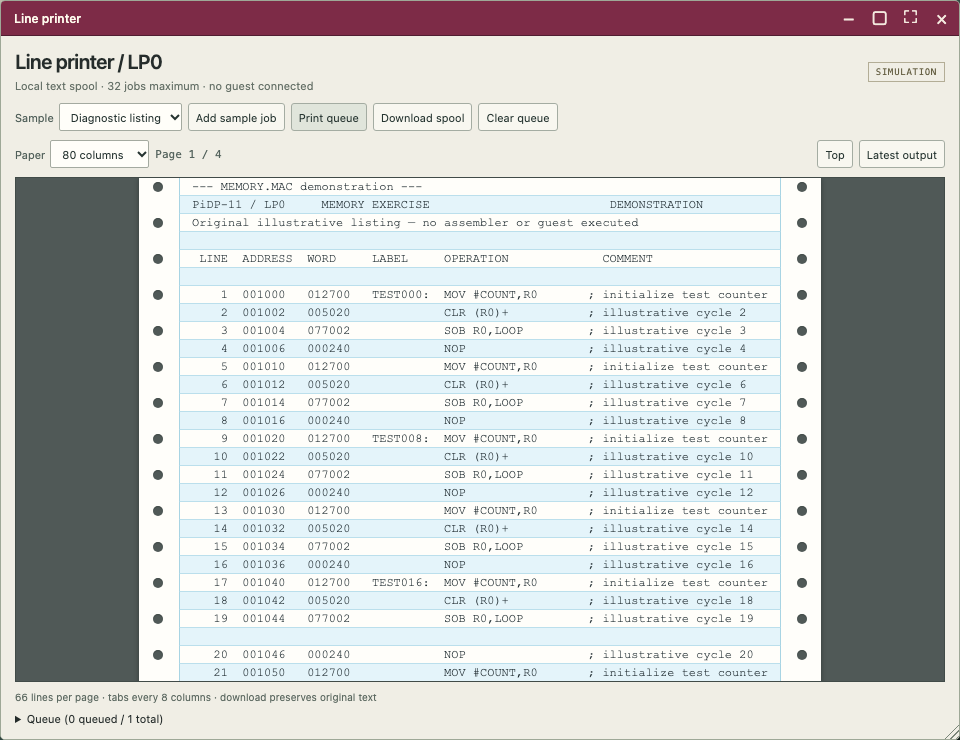 Line printer
Line printer / LP0
Local text spool · 32 jobs maximum · no guest connected
SIMULATION
Sample Diagnostic listing Add sample job Print queue Download spool Clear queue
Paper 80 columns Page 1 / 4 Top Latest output
--- MEMORY.MAC demonstration ---
PiDP-11 / LP0     MEMORY EXERCISE                         DEMONSTRATION
Original illustrative listing — no assembler or guest executed
LINE  ADDRESS  WORD     LABEL     OPERATION             COMMENT
1  001000  012700   TEST000:  MOV #COUNT,R0       ; initialize test counter
2  001002  005020             CLR (R0)+           ; illustrative cycle 2
3  001004  077002             SOB R0,LOOP         ; illustrative cycle 3
4  001006  000240             NOP                 ; illustrative cycle 4
5  001010  012700             MOV #COUNT,R0       ; initialize test counter
6  001012  005020             CLR (R0)+           ; illustrative cycle 6
7  001014  077002             SOB R0,LOOP         ; illustrative cycle 7
8  001016  000240             NOP                 ; illustrative cycle 8
9  001020  012700   TEST008:  MOV #COUNT,R0       ; initialize test counter
10  001022  005020             CLR (R0)+           ; illustrative cycle 10
11  001024  077002             SOB R0,LOOP         ; illustrative cycle 11
12  001026  000240             NOP                 ; illustrative cycle 12
13  001030  012700             MOV #COUNT,R0       ; initialize test counter
14  001032  005020             CLR (R0)+           ; illustrative cycle 14
15  001034  077002             SOB R0,LOOP         ; illustrative cycle 15
16  001036  000240             NOP                 ; illustrative cycle 16
17  001040  012700   TEST016:  MOV #COUNT,R0       ; initialize test counter
18  001042  005020             CLR (R0)+           ; illustrative cycle 18
19  001044  077002             SOB R0,LOOP         ; illustrative cycle 19
20  001046  000240             NOP                 ; illustrative cycle 20
21  001050  012700             MOV #COUNT,R0       ; initialize test counter
66 lines per page · tabs every 8 columns · download preserves original text
Queue (0 queued / 1 total)